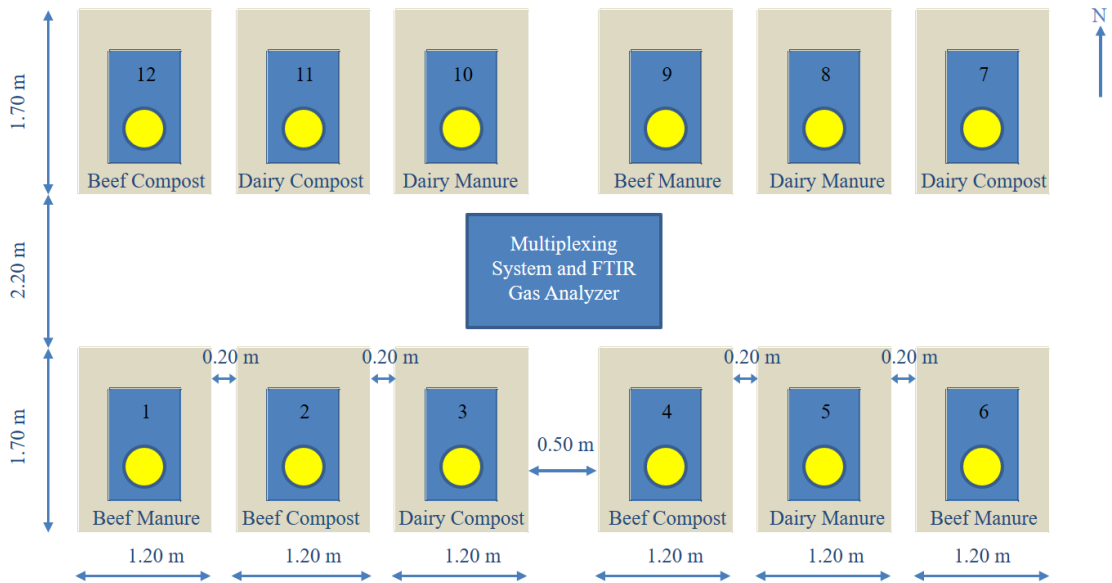 N
1.70 m
12
11
10
9
8
7
Beef Compost
Dairy Compost
Dairy Manure
Beef Manure
Dairy Manure
Dairy Compost
2.20 m
Multiplexing
System and FTIR
Gas Analyzer
1.70 m
0.20 m
0.20 m
0.20 m
0.20 m
1
2
3
4
5
6
0.50 m
Beef Manure
Beef Compost
Dairy Compost
Beef Compost
Dairy Manure
Beef Manure
1.20 m
1.20 m
1.20 m
1.20 m
1.20 m
1.20 m